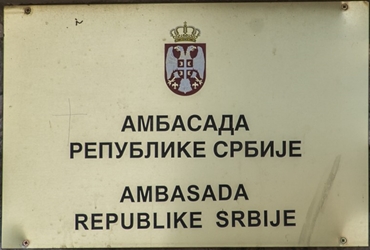 АМБАСАДА
РЕПУБЛИКЕ СРБИЈЕ
AMBASADA
REPUBLIKE SRBIJE